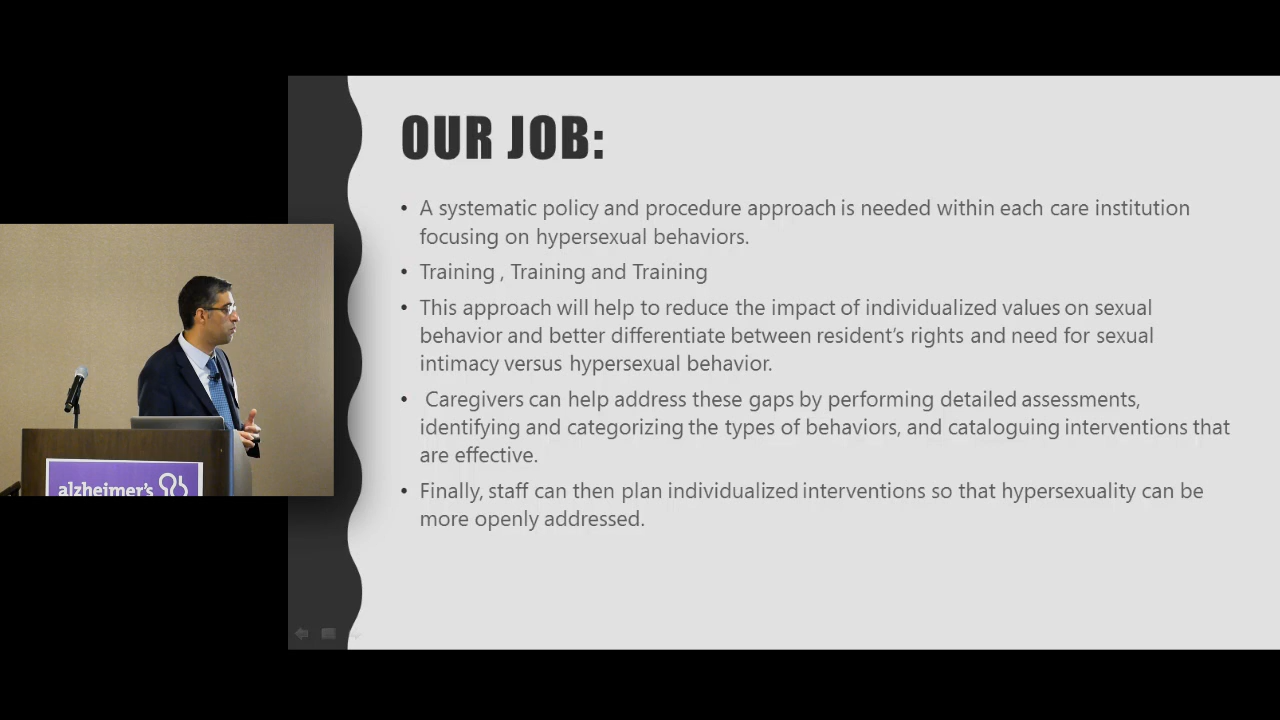 OUR JOB:
• A systematic policy and procedure approach is needed within each care institution
focusing on hypersexual behaviors.
• Training , Training and Training
• This approach will help to reduce the impact of individualized values on sexual
behavior and better differentiate between resident's rights and need for sexual
intimacy versus hypersexual behavior.
• Caregivers can help address these gaps by performing detailed assessments,
identifying and categorizing the types of behaviors, and cataloguing interventions that
are effective.
• Finally, staff can then plan individualized interventions so that hypersexuality can be
more openly addressed.
alzheimer's